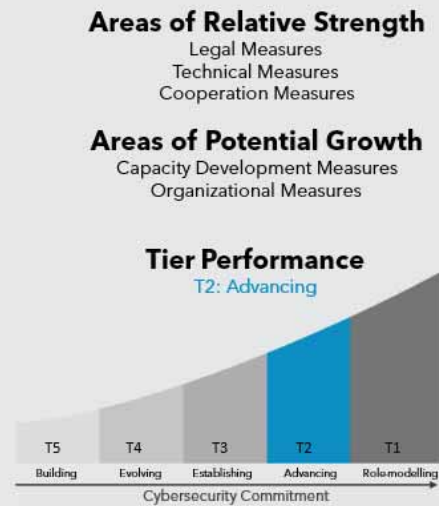 Areas of Relative Strength
Legal Measures
Technical Measures
Cooperation Measures
Areas of Potential Growth
Capacity Development Measures
Organizational Measures
Tier Performance
T2: Advancing
T5 T4 T3 T2 T1
Building Evolving Establishing Advancing Role-modelling
Cybersecurity Commitment